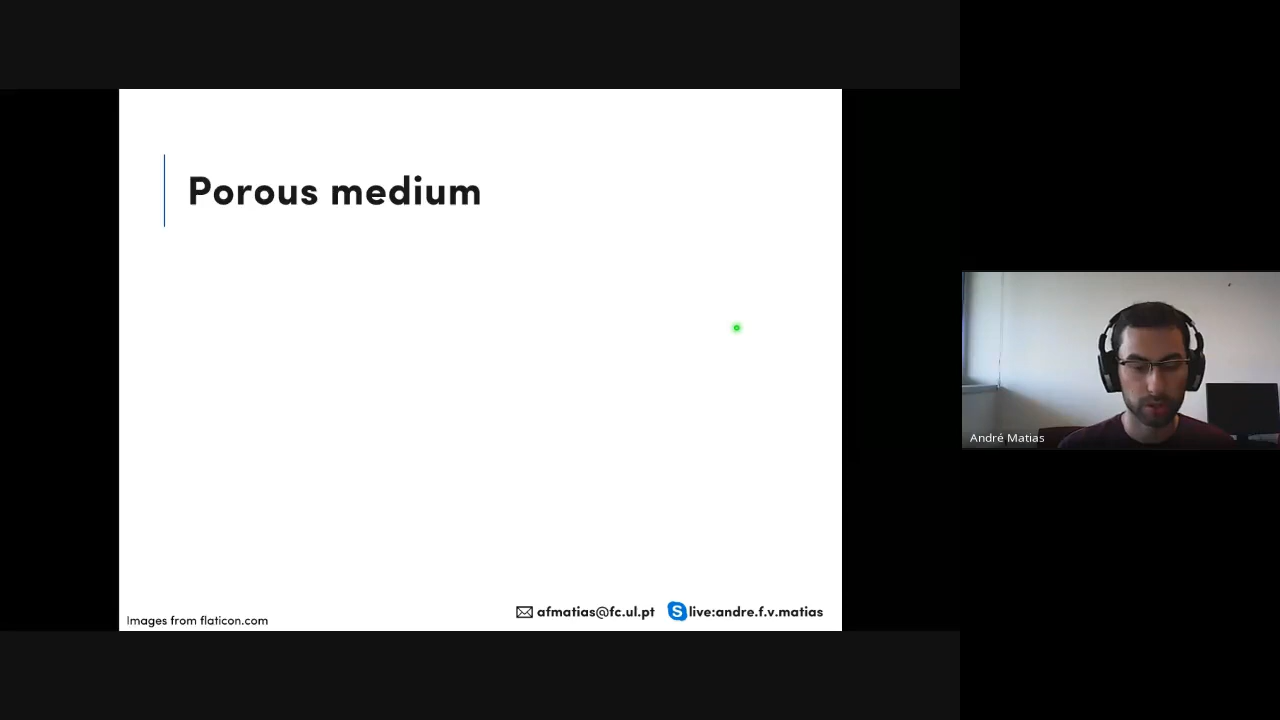 Porous medium
André Matias
Images from flaticon.com
afmatias@fc.ul.pt
live:andre.f.v.matias